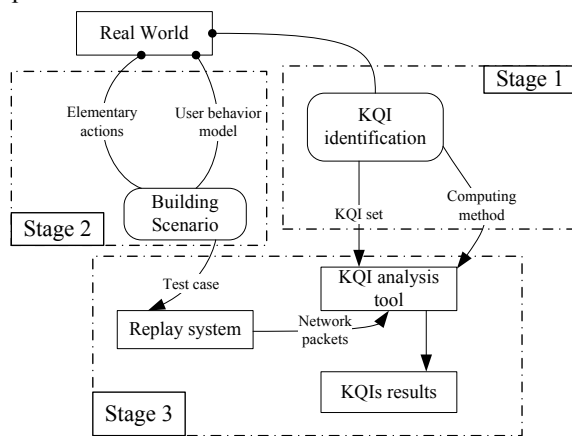 Real World
Stage 1
Elementary
actions
User behavior
model
KQI
identification
Computing
method
KQI set
Building
Scenario
Stage 2
Test case
KQI analysis
tool
Replay system
Network
packets
KQIs results
Stage 3